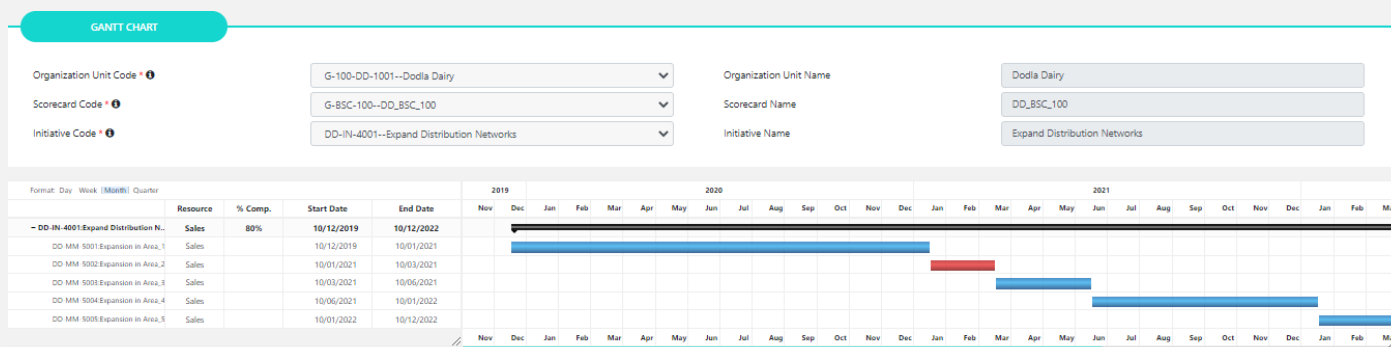 GANTT CHART
Organization Unit Code * G-100-DD-1001--Dodla Dairy Organization Unit Name Dodla Dairy
Scorecard Code * G-BSC-100--DD_BSC_100 Scorecard Name DD_BSC_100
Initiative Code * DD-IN-4001--Expand Distribution Networks Initiative Name Expand Distribution Networks
Format: Day Week Month Quarter 2019 2020 2021
Resource % Comp. Start Date End Date Nov Dec Jan Feb Mar Apr May Jun Jul Aug Sep Oct Nov Dec Jan Feb Mar Apr May Jun Jul Aug Sep Oct Nov Dec Jan Feb
− DD-IN-4001:Expand Distribution N.. Sales 80% 10/12/2019 10/12/2022
DD-MM-5001:Expansion in Area_1 Sales 10/12/2019 10/01/2021
DD-MM-5002:Expansion in Area_2 Sales 10/01/2021 10/03/2021
DD-MM-5003:Expansion in Area_3 Sales 10/03/2021 10/06/2021
DD-MM-5004:Expansion in Area_4 Sales 10/06/2021 10/01/2022
DD-MM-5005:Expansion in Area_5 Sales 10/01/2022 10/12/2022
Nov Dec Jan Feb Mar Apr May Jun Jul Aug Sep Oct Nov Dec Jan Feb Mar Apr May Jun Jul Aug Sep Oct Nov Dec Jan Feb